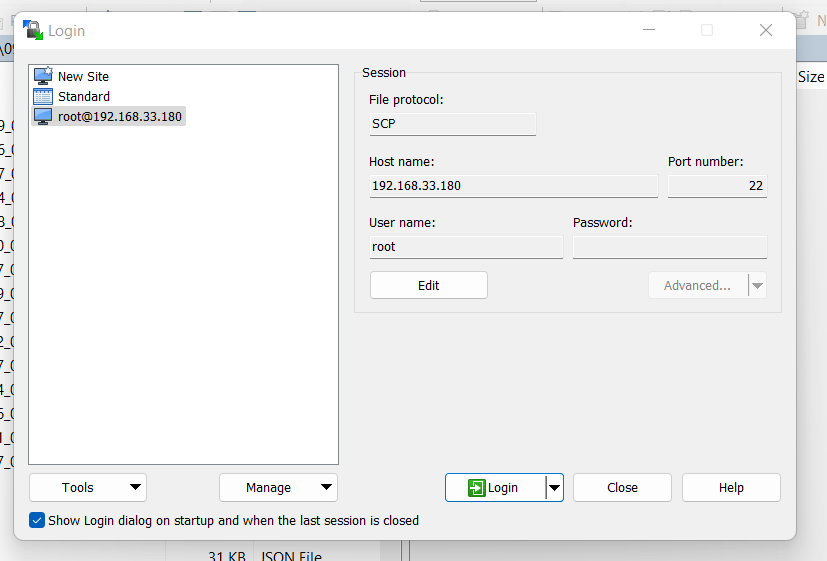 Login
New Site
Standard
root@192.168.33.180
Session
File protocol:
SCP
Host name:
Port number:
192.168.33.180
22
User name:
Password:
root
Edit
Advanced...
Tools
Manage
Login
Close
Help
Show Login dialog on startup and when the last session is closed
Size
31 KB JSON File